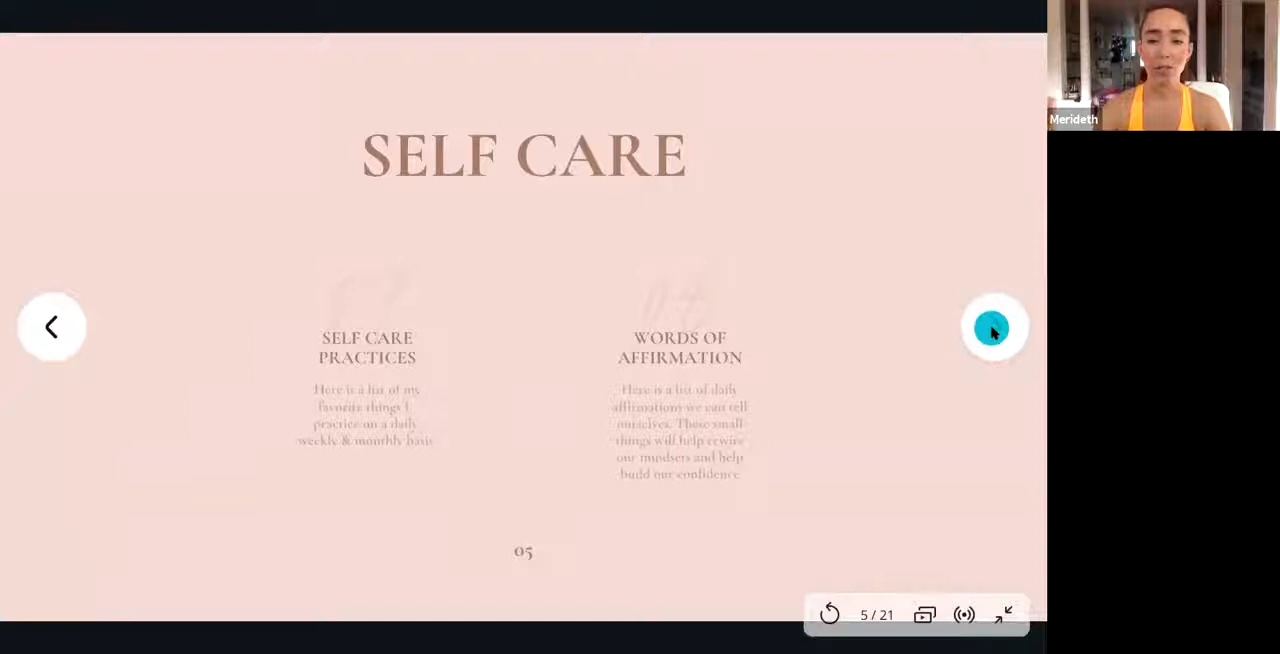 Merideth
SELF CARE
SELF CARE
PRACTICES
Here is a list of my
favorite things I
practice on a daily
weekly & monthly basis
WORDS OF
AFFIRMATION
Here is a list of daily
affirmations we can tell
ourselves. These small
things will help rewire
our mindsets and help
build our confidence
05
5 / 21